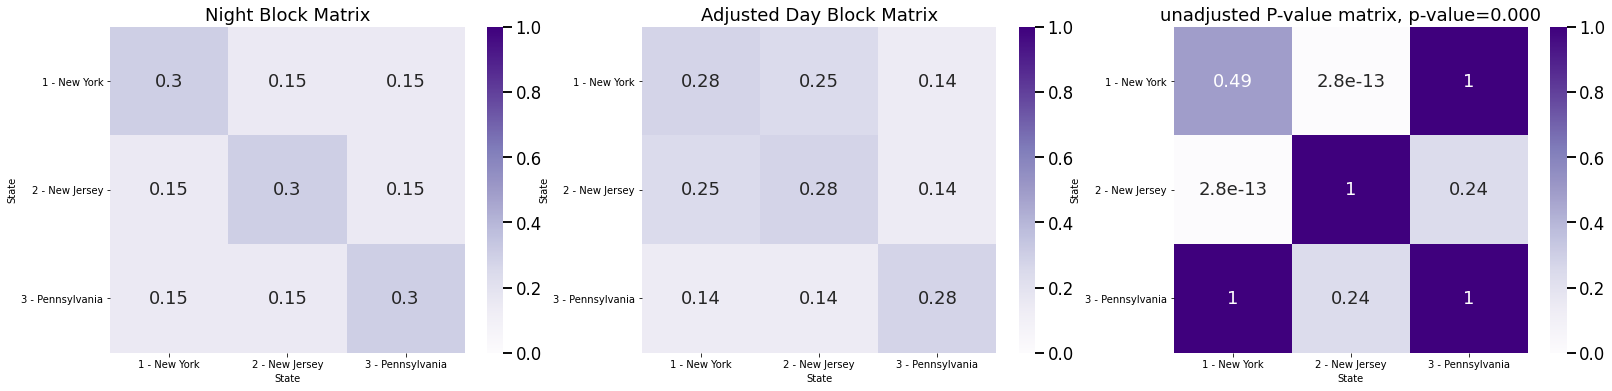 Night Block Matrix
State
1 - New York
2 - New Jersey
3 - Pennsylvania
0.3 0.15 0.15
0.15 0.3 0.15
0.15 0.15 0.3
1 - New York 2 - New Jersey 3 - Pennsylvania
State
1.0
0.8
0.6
0.4
0.2
0.0
Adjusted Day Block Matrix
State
1 - New York
2 - New Jersey
3 - Pennsylvania
0.28 0.25 0.14
0.25 0.28 0.14
0.14 0.14 0.28
1 - New York 2 - New Jersey 3 - Pennsylvania
State
1.0
0.8
0.6
0.4
0.2
0.0
unadjusted P-value matrix, p-value=0.000
State
1 - New York
2 - New Jersey
3 - Pennsylvania
0.49 2.8e-13 1
2.8e-13 1 0.24
1 0.24 1
1 - New York 2 - New Jersey 3 - Pennsylvania
State
1.0
0.8
0.6
0.4
0.2
0.0